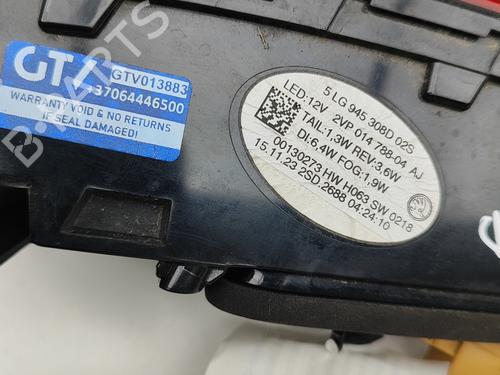 GTV013883
+37064446500
WARRANTY VOID & NO RETURNS
IF SEAL DAMAGED!
5 LG 945 308D 02S
LED:12V 2VP 014 788-04 AJ
TAIL:1,3W REV:3,6W
DI:6,4W FOG:1,9W
00130273 HW H063 SW 0218
15.11.23 2SD.2688 04:24:10
B-PARTS